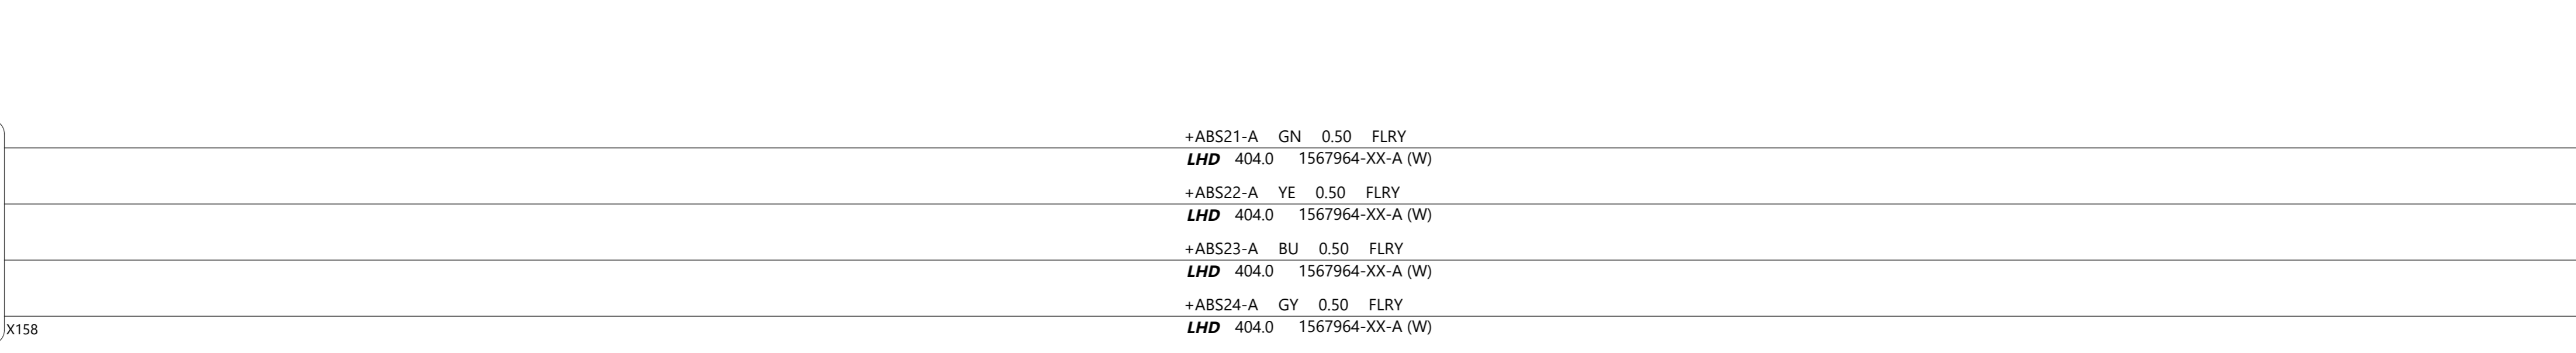 +ABS21-A GN 0.50 FLRY
LHD 404.0 1567964-XX-A (W)
+ABS22-A YE 0.50 FLRY
LHD 404.0 1567964-XX-A (W)
+ABS23-A BU 0.50 FLRY
LHD 404.0 1567964-XX-A (W)
+ABS24-A GY 0.50 FLRY
X158 LHD 404.0 1567964-XX-A (W)